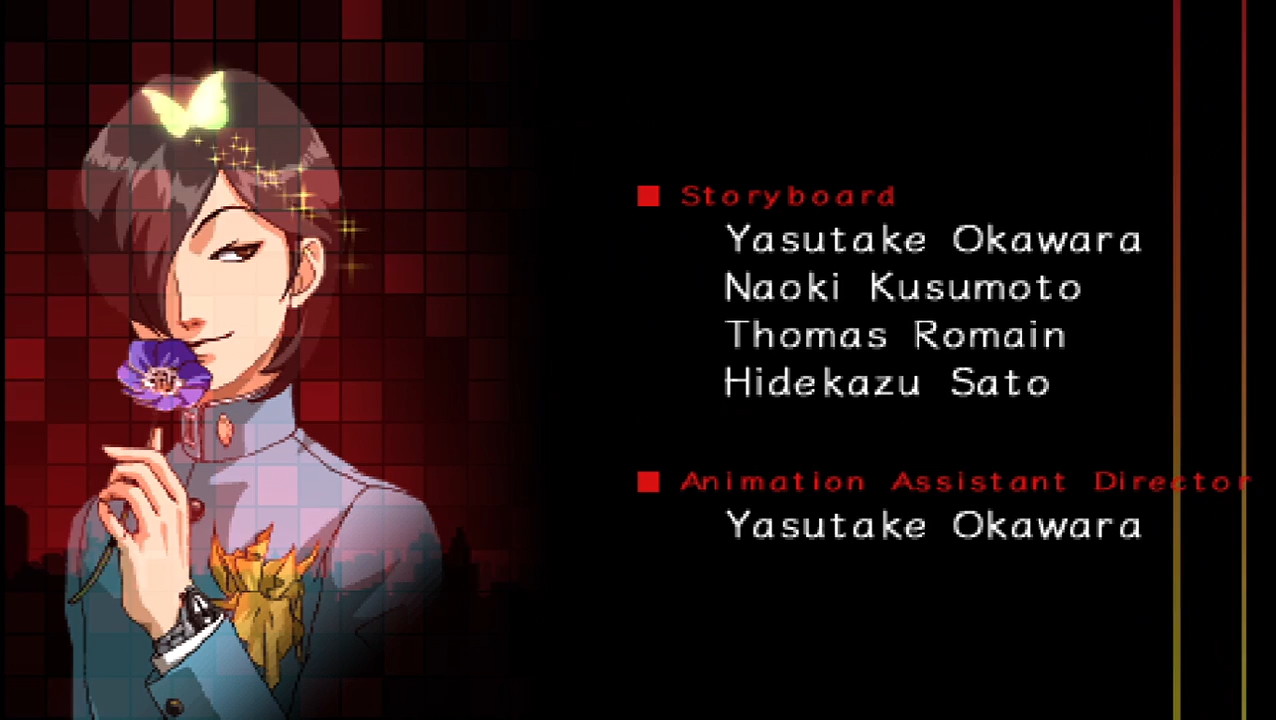 Storyboard
Yasutake Okawara
Naoki Kusumoto
Thomas Romain
Hidekazu Sato
Animation Assistant Director
Yasutake Okawara